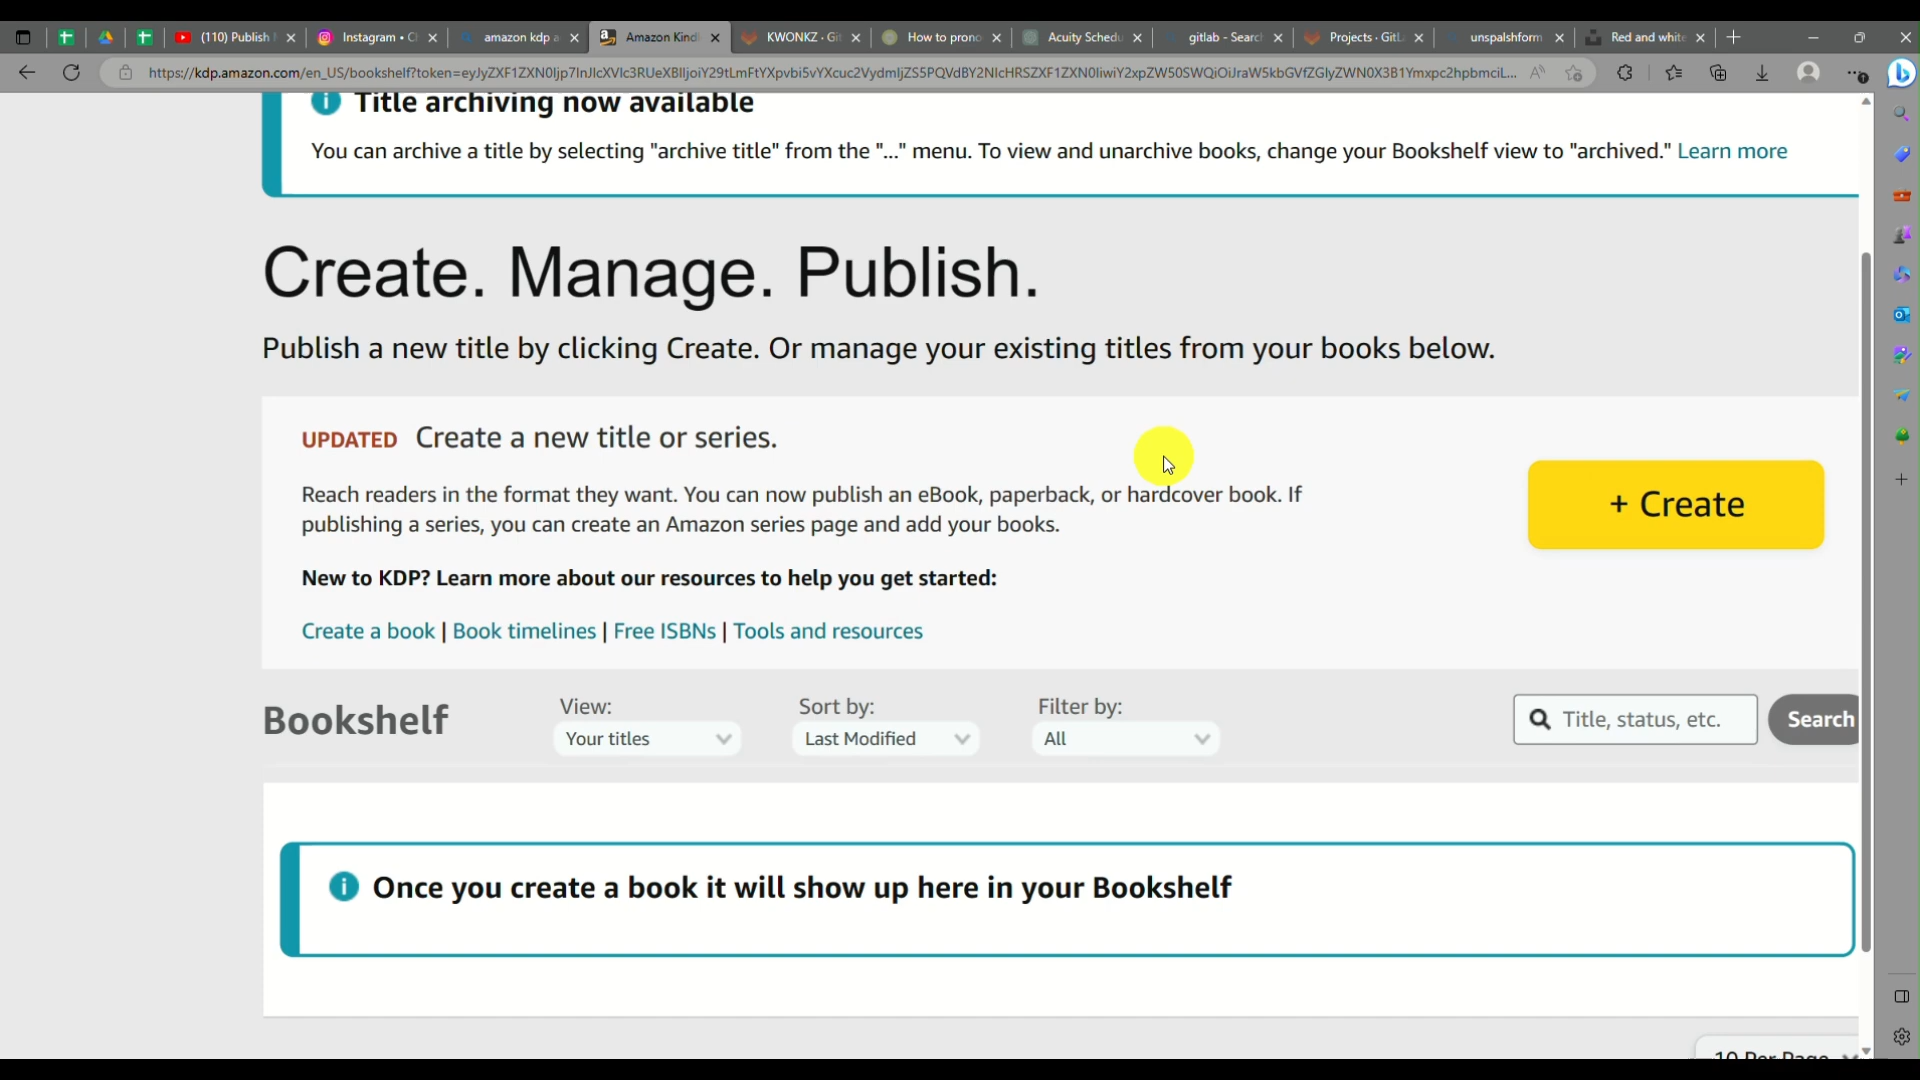 (110) Publish
Instagram • C
amazon kdp a
Amazon Kind
KWONKZ · Git
How to prono
Acuity Schedu
gitlab - Search
Projects · GitL
unspalshform
Red and white
Title archiving now available
You can archive a title by selecting "archive title" from the "..." menu. To view and unarchive books, change your Bookshelf view to "archived." Learn more
Create. Manage. Publish.
Publish a new title by clicking Create. Or manage your existing titles from your books below.
UPDATED Create a new title or series.
Reach readers in the format they want. You can now publish an eBook, paperback, or hardcover book. If
publishing a series, you can create an Amazon series page and add your books.
+ Create
New to KDP? Learn more about our resources to help you get started:
Create a book | Book timelines | Free ISBNs | Tools and resources
Bookshelf
View:
Your titles
Sort by:
Last Modified
Filter by:
All
Title, status, etc.
Search
Once you create a book it will show up here in your Bookshelf
10 Per Page